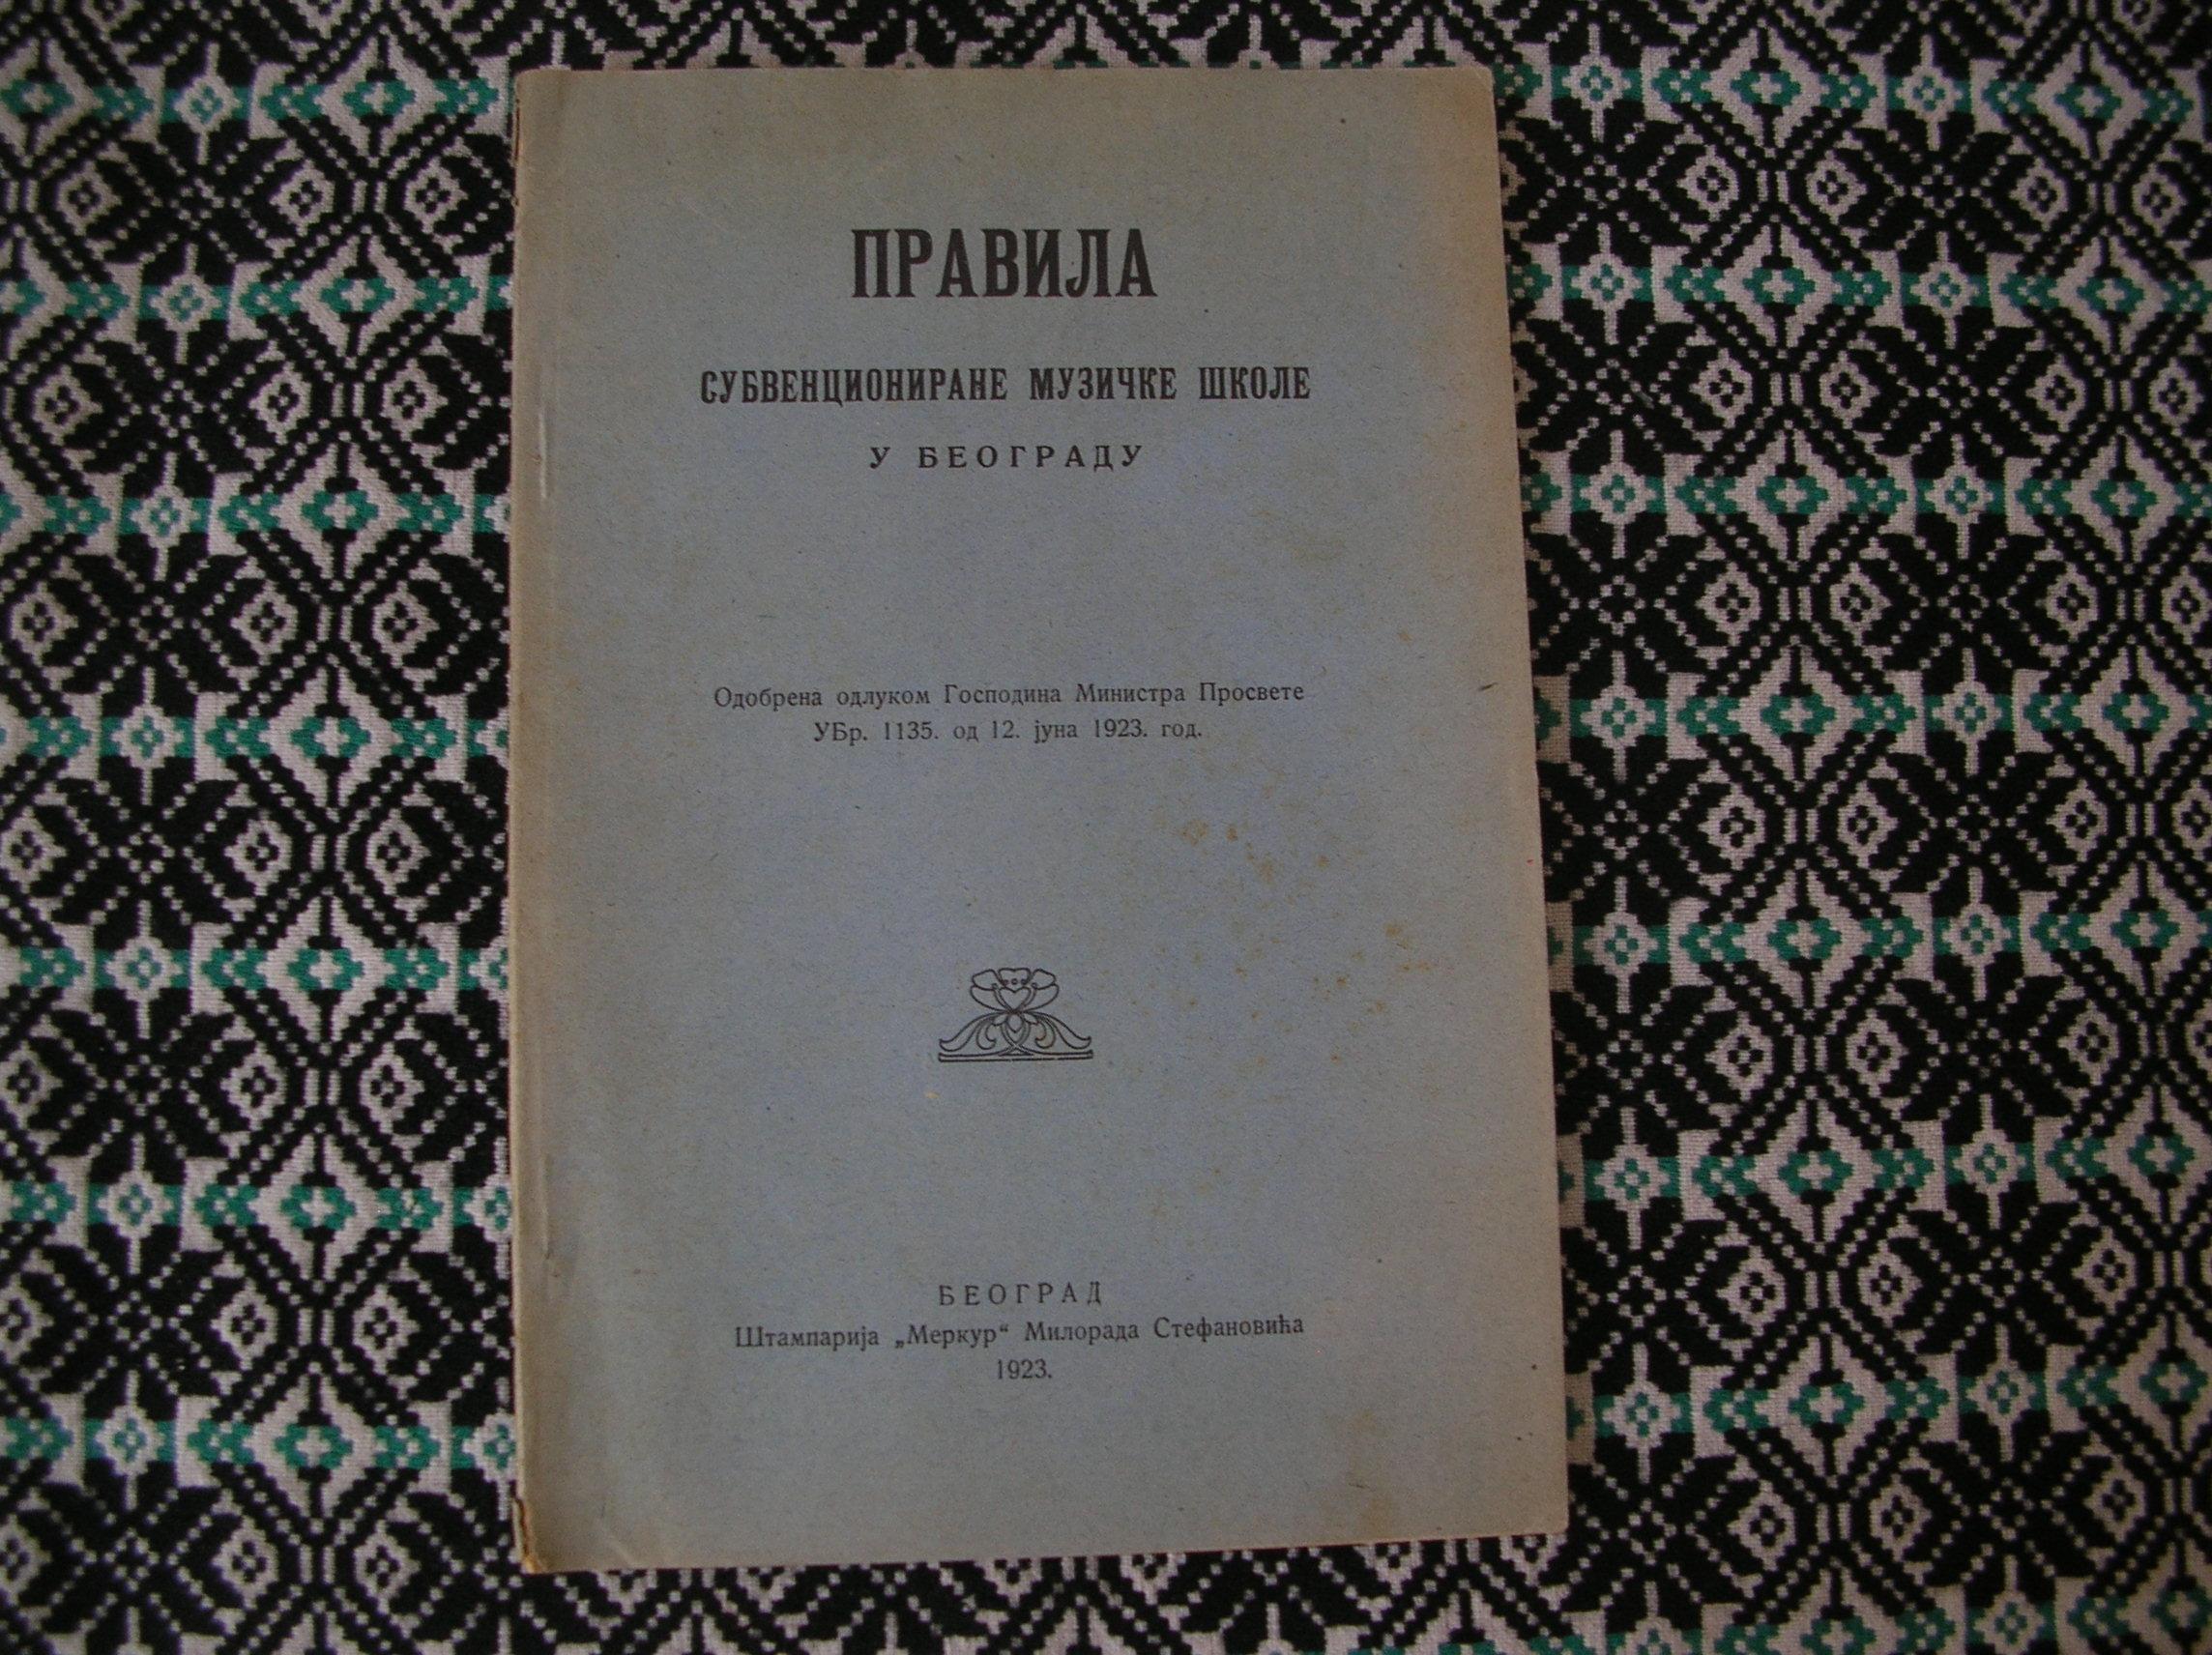 ПРАВИЛА
СУБВЕНЦИОНИРАНЕ МУЗИЧКЕ ШКОЛЕ
У БЕОГРАДУ
Одобрена одлуком Господина Министра Просвете
УБр. 1135. од 12. јуна 1923. год.
БЕОГРАД
Штампарија „Меркур“ Милорада Стефановића
1923.